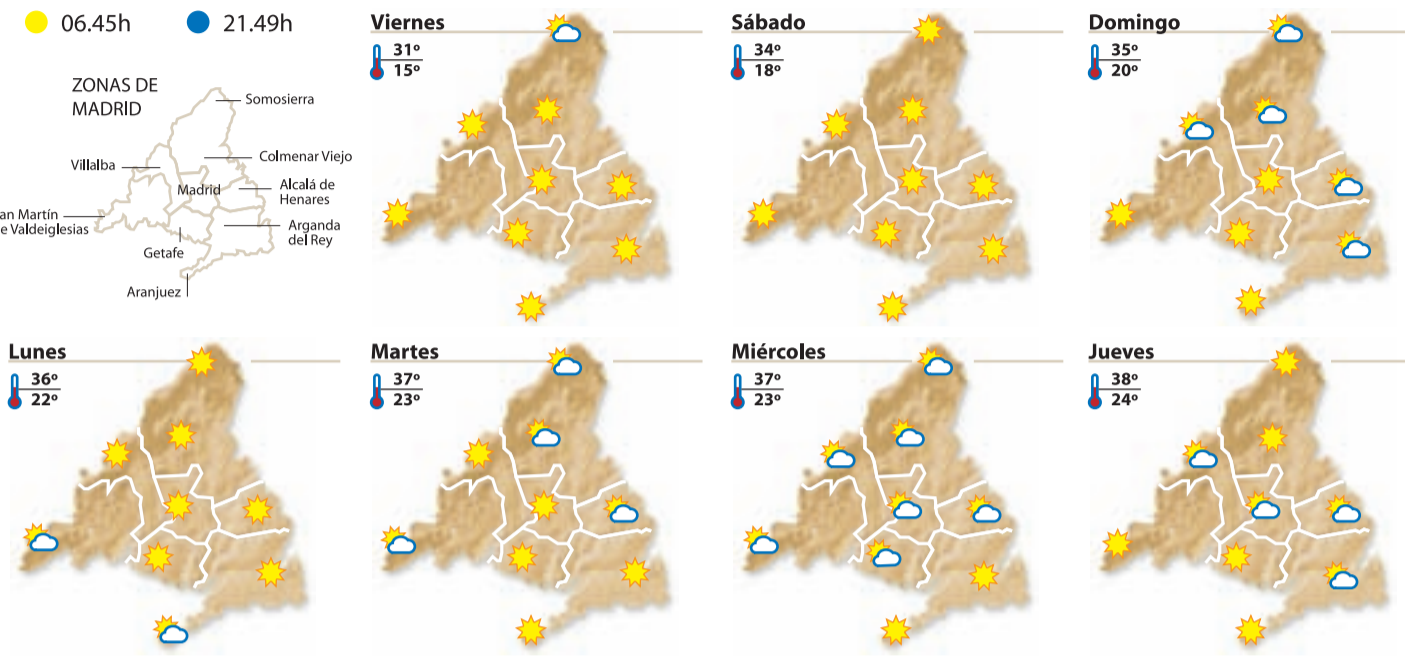 06.45h
21.49h
ZONAS DE
MADRID
Somosierra
Colmenar Viejo
Villalba
Madrid
Alcalá de
Henares
an Martín
e Valdeiglesias
Arganda
del Rey
Getafe
Aranjuez
Viernes
31º
15º
Sábado
34º
18º
Domingo
35º
20º
Lunes
36º
22º
Martes
37º
23º
Miércoles
37º
23º
Jueves
38º
24º